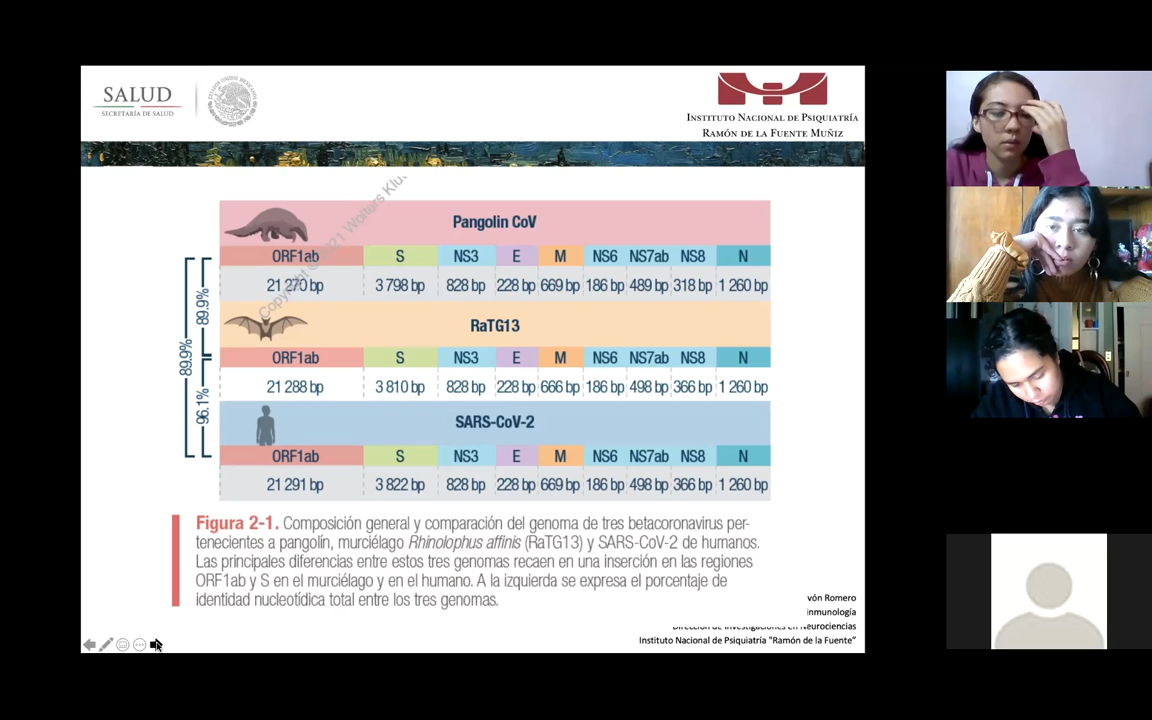 SALUD
SECRETARÍA DE SALUD
INSTITUTO NACIONAL DE PSIQUIATRÍA
RAMÓN DE LA FUENTE MUÑIZ
Pangolin CoV
ORF1ab S NS3 E M NS6 NS7ab NS8 N
21 270 bp 3 798 bp 828 bp 228 bp 669 bp 186 bp 489 bp 318 bp 1 260 bp
RaTG13
ORF1ab S NS3 E M NS6 NS7ab NS8 N
21 288 bp 3 810 bp 828 bp 228 bp 666 bp 186 bp 498 bp 366 bp 1 260 bp
SARS-CoV-2
ORF1ab S NS3 E M NS6 NS7ab NS8 N
21 291 bp 3 822 bp 828 bp 228 bp 669 bp 186 bp 498 bp 366 bp 1 260 bp
89.9%
89.9%
96.1%
Figura 2-1. Composición general y comparación del genoma de tres betacoronavirus per-
tenecientes a pangolín, murciélago Rhinolophus affinis (RaTG13) y SARS-CoV-2 de humanos.
Las principales diferencias entre estos tres genomas recaen en una inserción en las regiones
ORF1ab y S en el murciélago y en el humano. A la izquierda se expresa el porcentaje de
identidad nucleotídica total entre los tres genomas.
vón Romero
nmunología
Dirección de Investigaciones en Neurociencias
Instituto Nacional de Psiquiatría "Ramón de la Fuente"